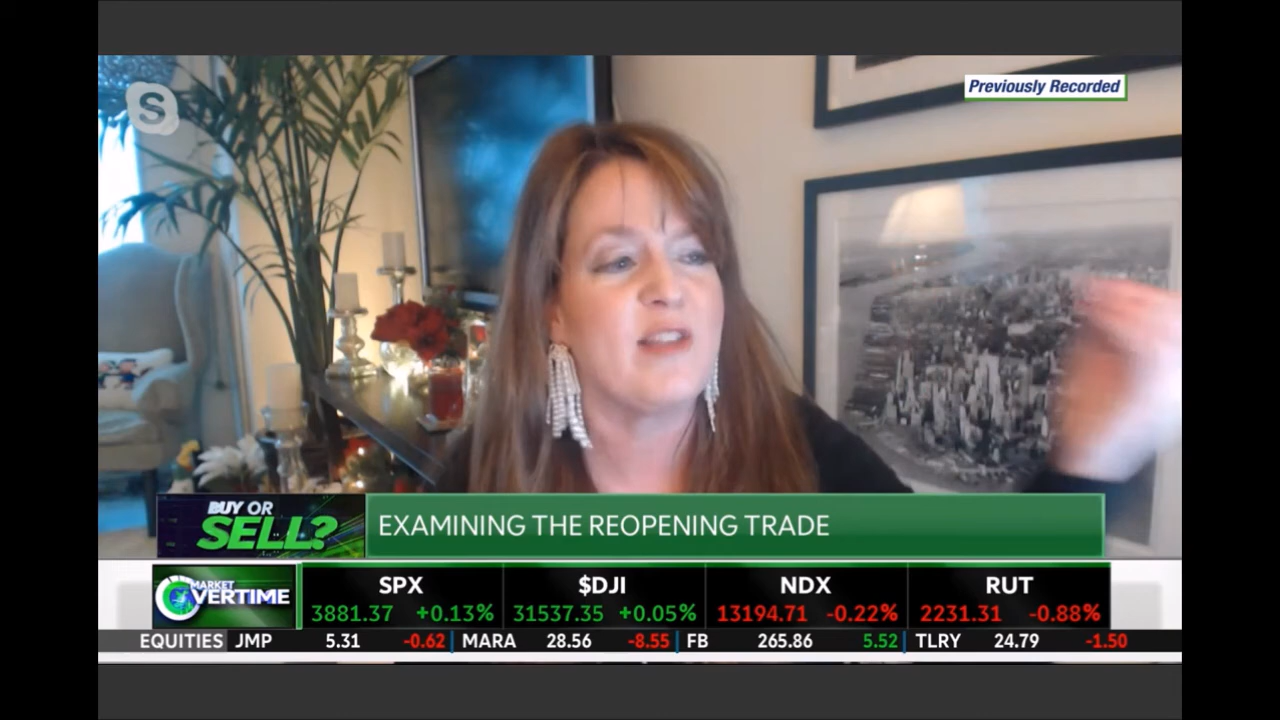 S
Previously Recorded
BUY OR
SELL?
EXAMINING THE REOPENING TRADE
MARKET
OVERTIME
SPX $DJI NDX RUT
3881.37 +0.13% 31537.35 +0.05% 13194.71 -0.22% 2231.31 -0.88%
EQUITIES JMP 5.31 -0.62 MARA 28.56 -8.55 FB 265.86 5.52 TLRY 24.79 -1.50